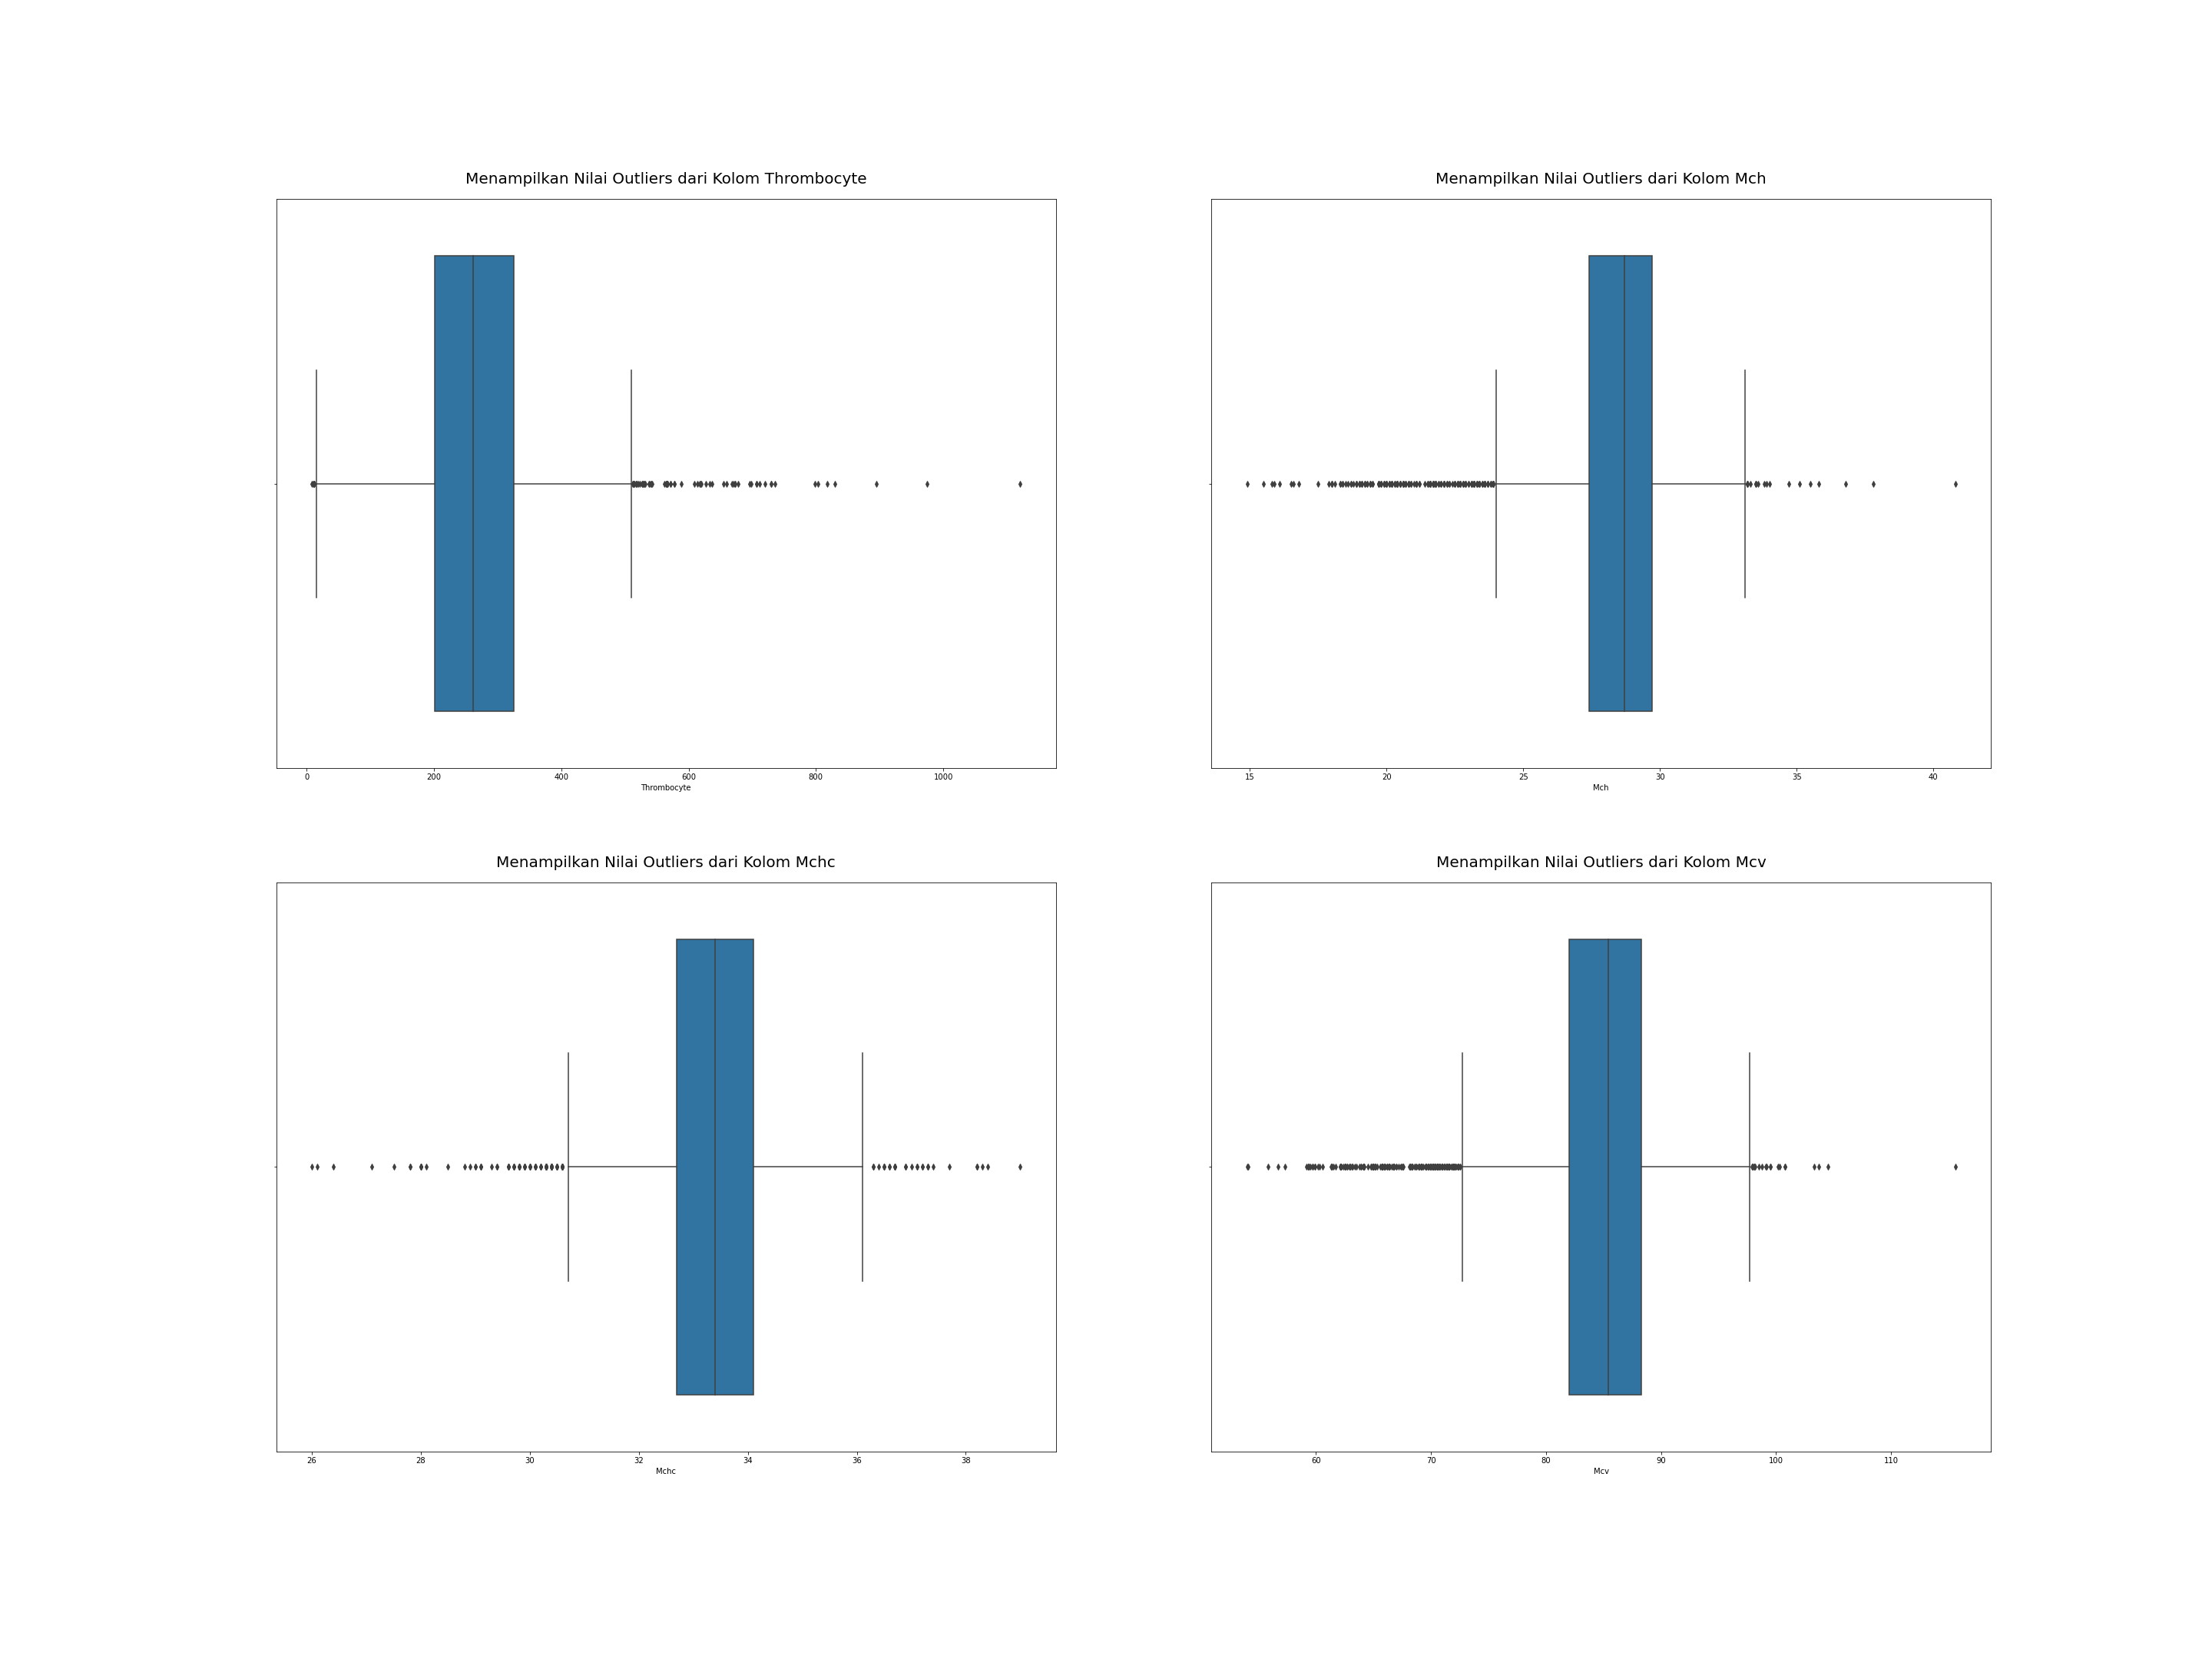 Menampilkan Nilai Outliers dari Kolom Thrombocyte
0 200 400 600 800 1000
Thrombocyte
Menampilkan Nilai Outliers dari Kolom Mch
15 20 25 30 35 40
Mch
Menampilkan Nilai Outliers dari Kolom Mchc
26 28 30 32 34 36 38
Mchc
Menampilkan Nilai Outliers dari Kolom Mcv
60 70 80 90 100 110
Mcv